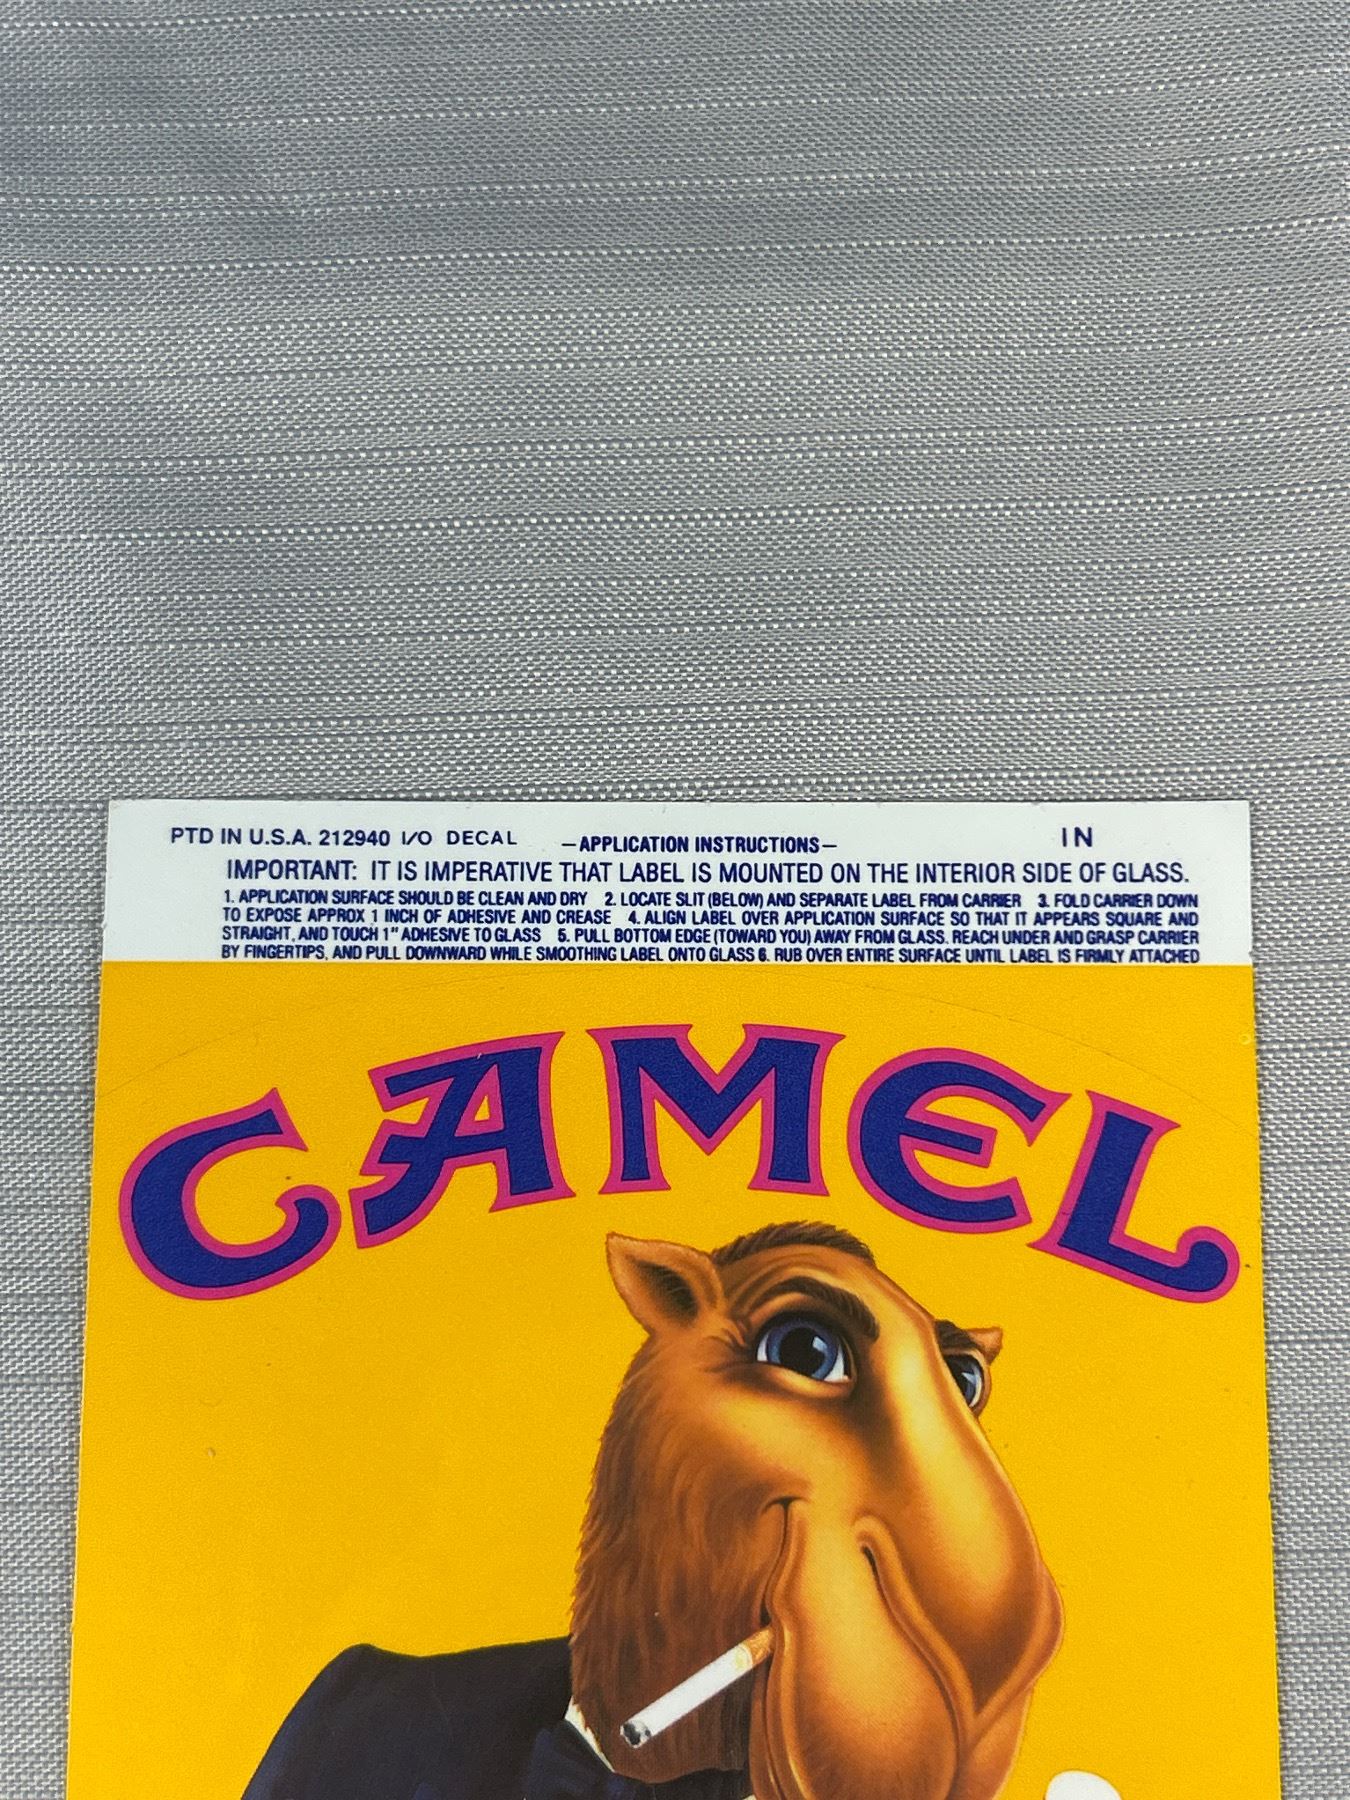 PTD IN U.S.A. 212940 I/O DECAL —APPLICATION INSTRUCTIONS— IN
IMPORTANT: IT IS IMPERATIVE THAT LABEL IS MOUNTED ON THE INTERIOR SIDE OF GLASS.
1. APPLICATION SURFACE SHOULD BE CLEAN AND DRY 2. LOCATE SLIT (BELOW) AND SEPARATE LABEL FROM CARRIER 3. FOLD CARRIER DOWN
TO EXPOSE APPROX 1 INCH OF ADHESIVE AND CREASE 4. ALIGN LABEL OVER APPLICATION SURFACE SO THAT IT APPEARS SQUARE AND
STRAIGHT, AND TOUCH 1" ADHESIVE TO GLASS 5. PULL BOTTOM EDGE (TOWARD YOU) AWAY FROM GLASS. REACH UNDER AND GRASP CARRIER
BY FINGERTIPS, AND PULL DOWNWARD WHILE SMOOTHING LABEL ONTO GLASS 6. RUB OVER ENTIRE SURFACE UNTIL LABEL IS FIRMLY ATTACHED
CAMEL